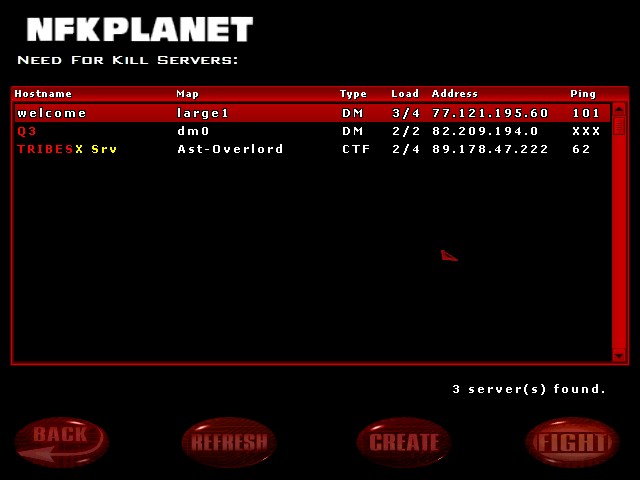 NFKPLANET
NEED FOR KILL SERVERS:
Hostname Map Type Load Address Ping
welcome large1 DM 3/4 77.121.195.60 101
Q3 dm0 DM 2/2 82.209.194.0 XXX
TRIBESX Srv Ast-Overlord CTF 2/4 89.178.47.222 62
3 server(s) found.
BACK REFRESH CREATE FIGHT